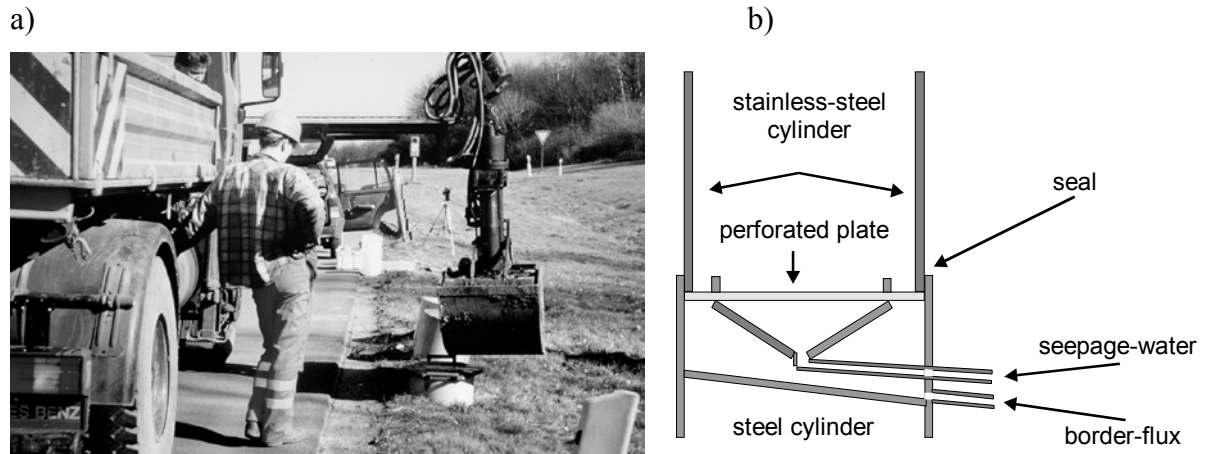 a)
b)
stainless-steel
cylinder
seal
perforated plate
seepage-water
steel cylinder
border-flux
ES BENZ